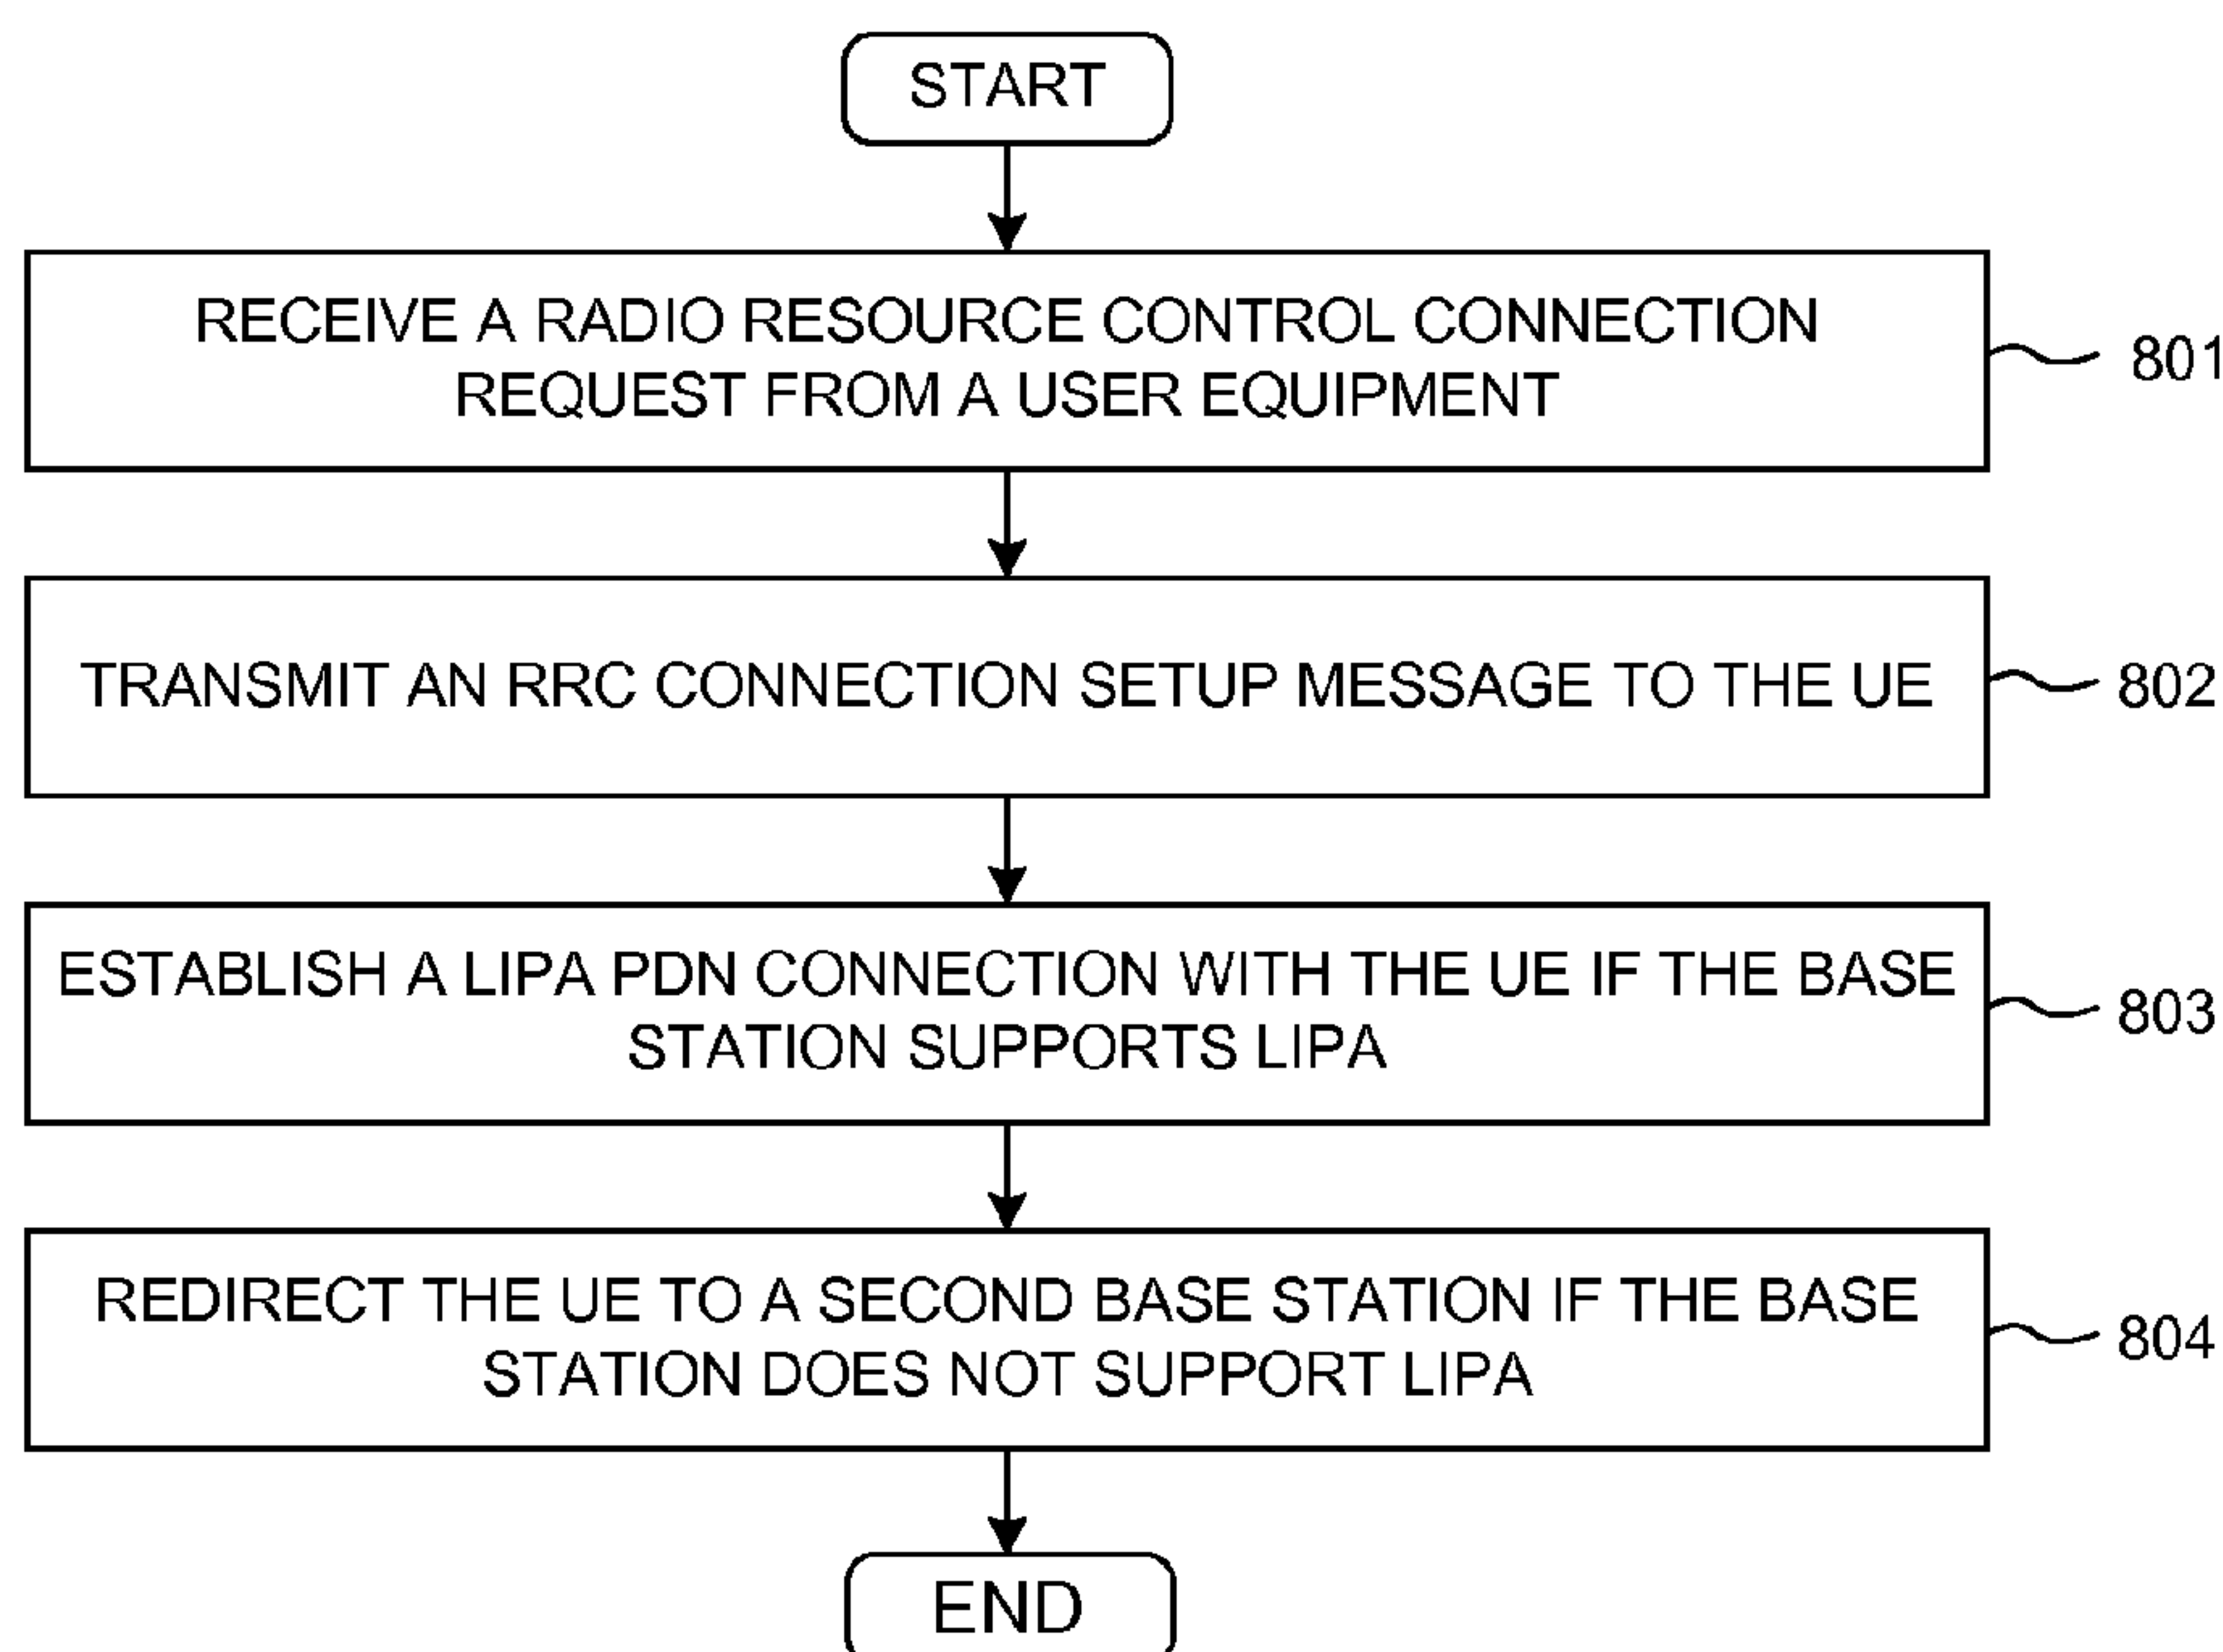 START
RECEIVE A RADIO RESOURCE CONTROL CONNECTION
REQUEST FROM A USER EQUIPMENT
801
TRANSMIT AN RRC CONNECTION SETUP MESSAGE TO THE UE
802
ESTABLISH A LIPA PDN CONNECTION WITH THE UE IF THE BASE
STATION SUPPORTS LIPA
803
REDIRECT THE UE TO A SECOND BASE STATION IF THE BASE
STATION DOES NOT SUPPORT LIPA
804
END